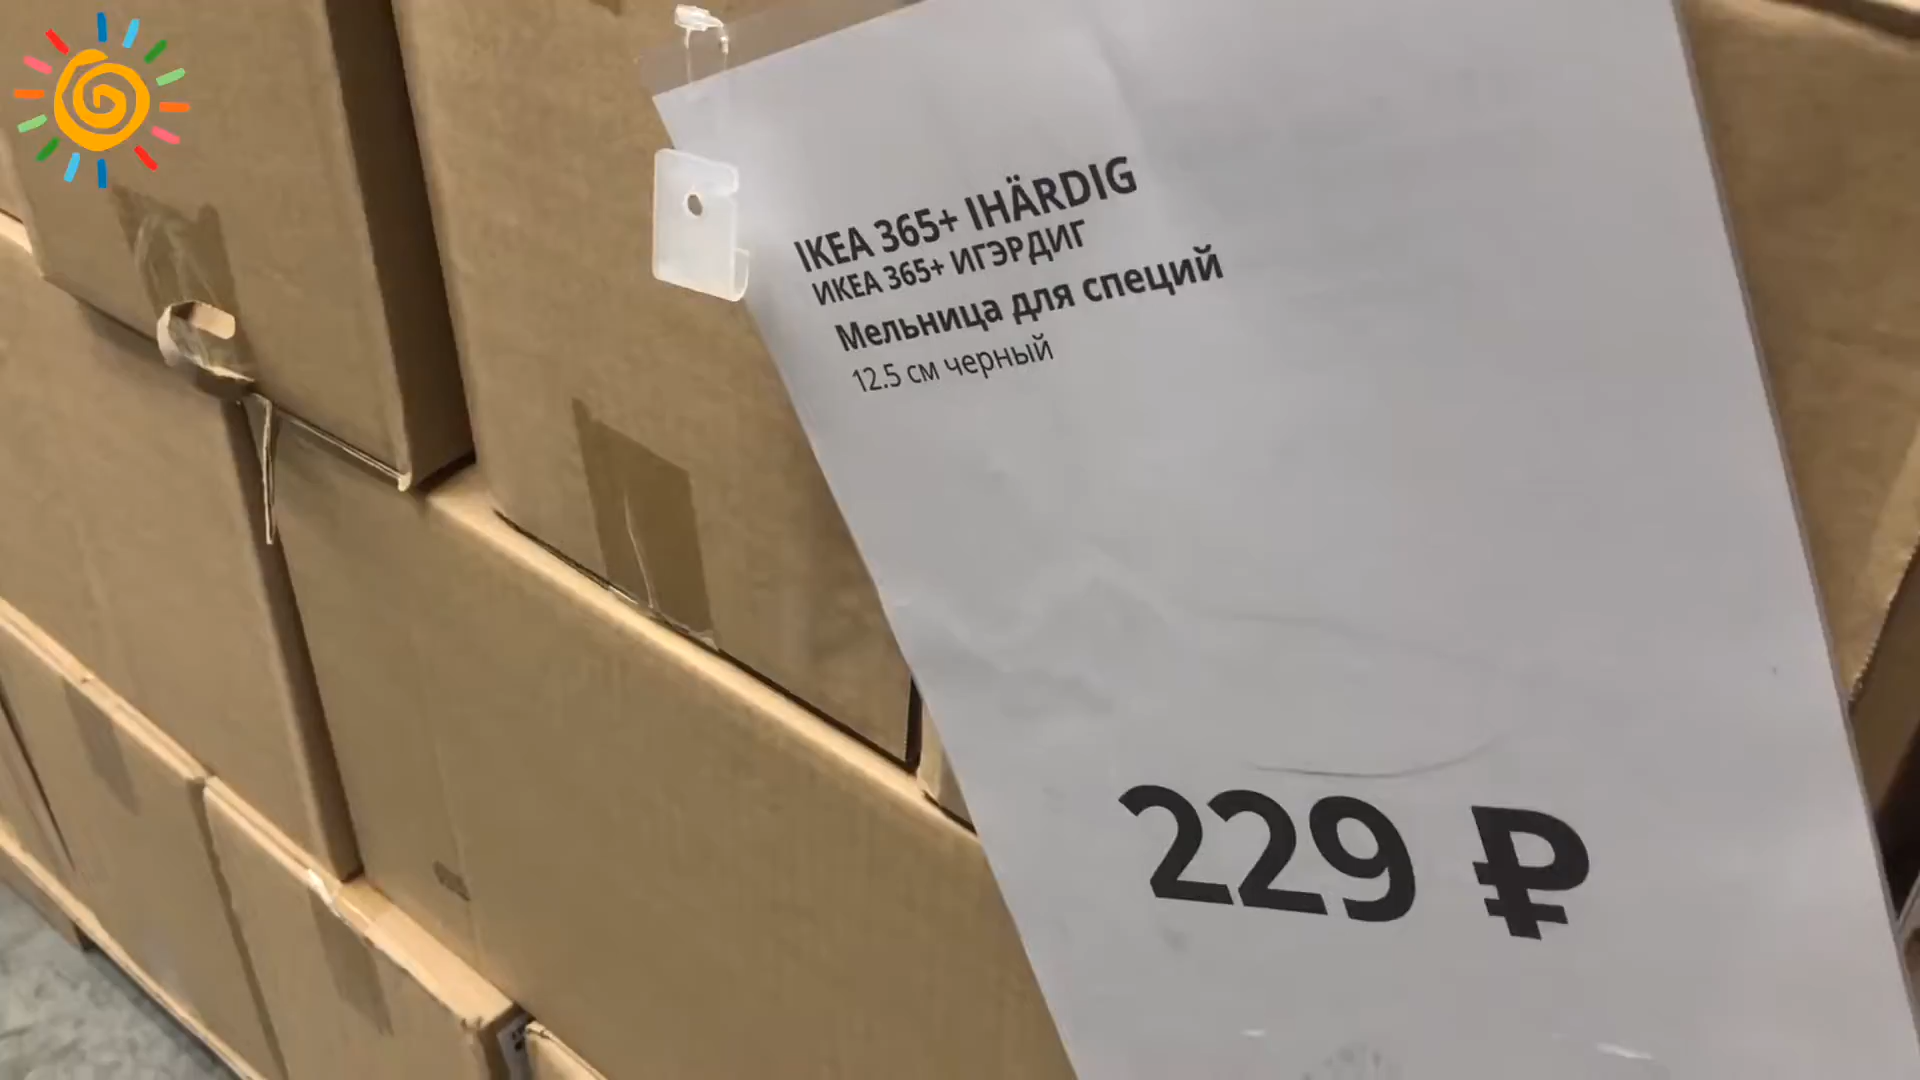 IKEA 365+ IHÄRDIG
ИКЕА 365+ ИГЭРДИГ
Мельница для специй
12.5 см черный
229 ₽